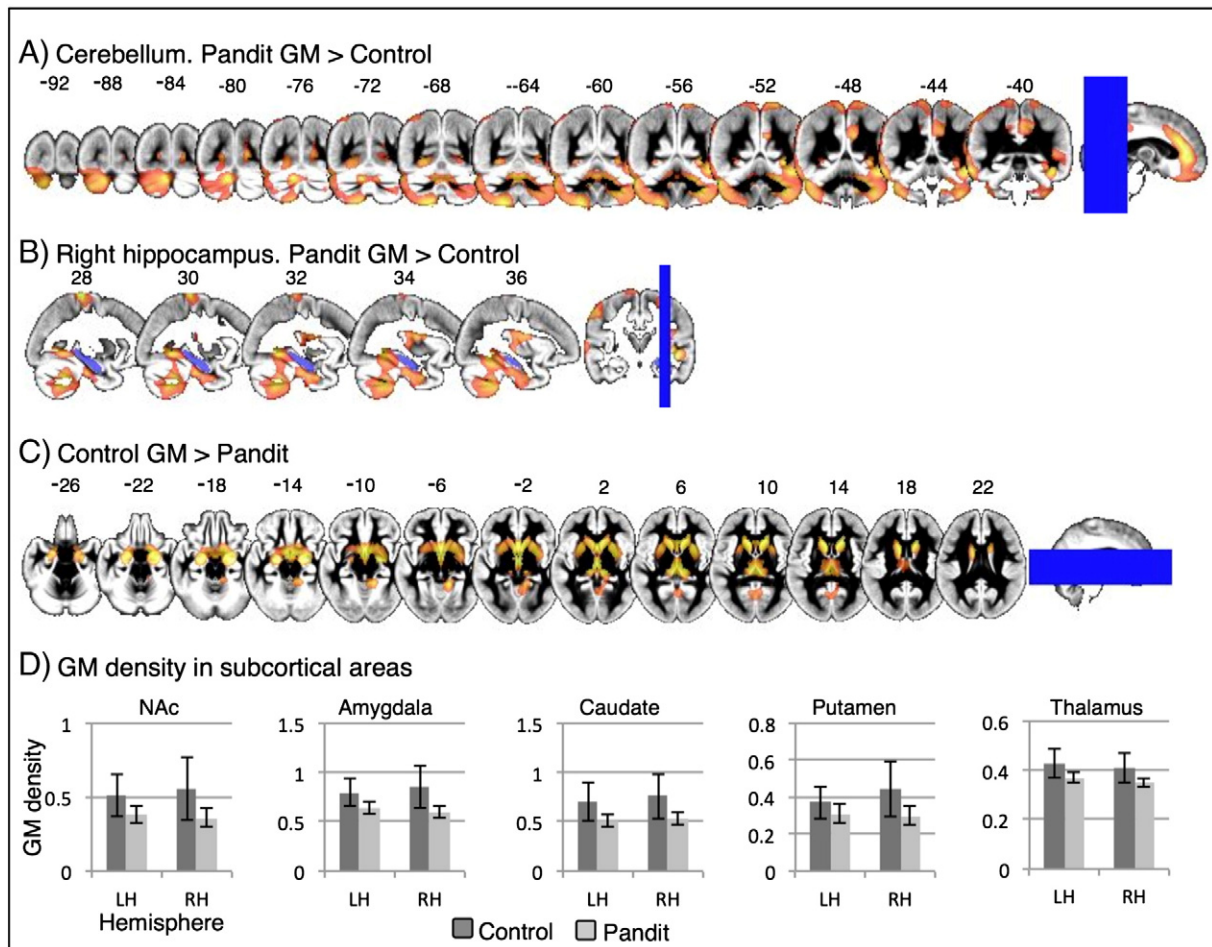 A) Cerebellum. Pandit GM > Control
-92 -88 -84 -80 -76 -72 -68 --64 -60 -56 -52 -48 -44 -40
B) Right hippocampus. Pandit GM > Control
28 30 32 34 36
C) Control GM > Pandit
-26 -22 -18 -14 -10 -6 -2 2 6 10 14 18 22
D) GM density in subcortical areas
NAc
GM density
1
0.5
0
LH RH
Hemisphere
Amygdala
1.5
1
0.5
0
LH RH
Caudate
1.5
1
0.5
0
LH RH
Putamen
0.8
0.6
0.4
0.2
0
LH RH
Thalamus
0.6
0.4
0.2
0
LH RH
Control Pandit